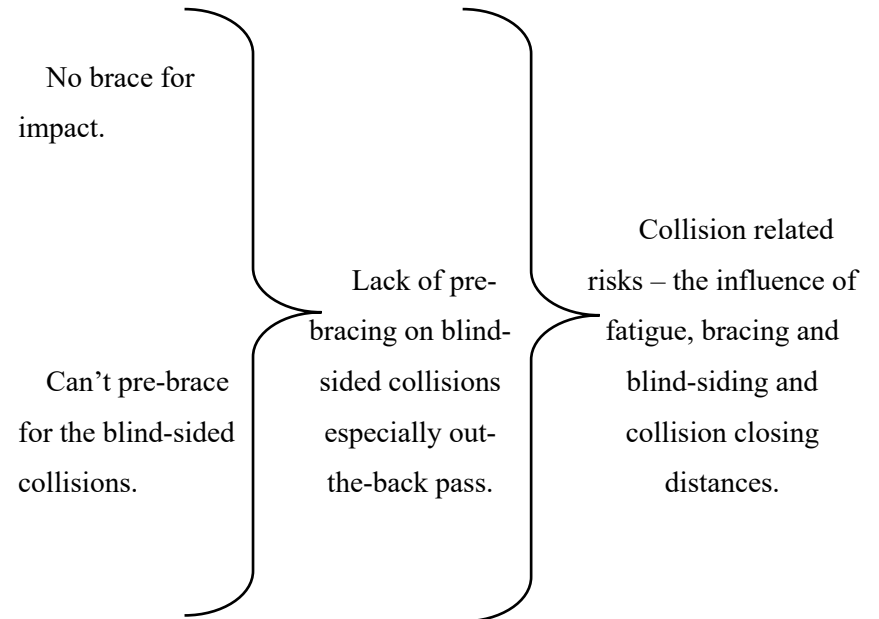 No brace for
impact.
Can’t pre-brace
for the blind-sided
collisions.
Lack of pre-
bracing on blind-
sided collisions
especially out-
the-back pass.
Collision related
risks – the influence of
fatigue, bracing and
blind-siding and
collision closing
distances.